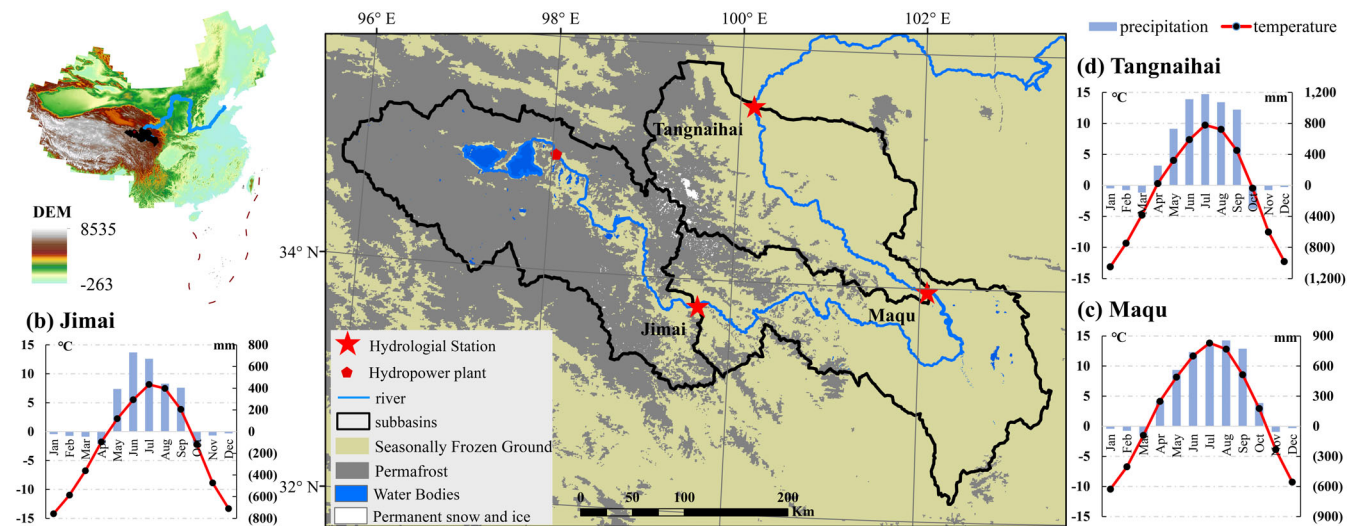 96° E
98° E
100° E
102° E
precipitation
temperature
DEM
8535
-263
34° N
32° N
Tangnaihai
Jimai
Maqu
Hydrologial Station
Hydropower plant
river
subbasins
Seasonally Frozen Ground
Permafrost
Water Bodies
Permanent snow and ice
0 50 100 200
Km
(b) Jimai
°C
mm
15
10
5
0
-5
-10
-15
800
600
400
200
0
(200)
(400)
(600)
(800)
Jan
Feb
Mar
Apr
May
Jun
Jul
Aug
Sep
Oct
Nov
Dec
(d) Tangnaihai
°C
mm
15
10
5
0
-5
-10
-15
1,200
800
400
0
(400)
(800)
(1,200)
Jan
Feb
Mar
Apr
May
Jun
Jul
Aug
Sep
Oct
Nov
Dec
(c) Maqu
°C
mm
15
10
5
0
-5
-10
-15
900
600
300
0
(300)
(600)
(900)
Jan
Feb
Mar
Apr
May
Jun
Jul
Aug
Sep
Oct
Nov
Dec